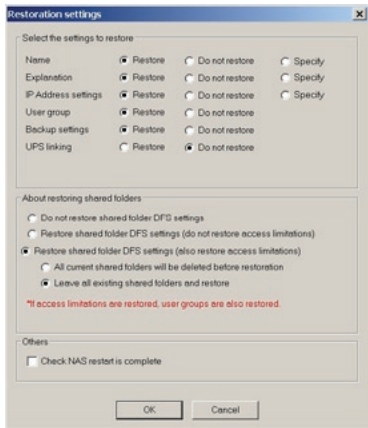 Restoration settings
Select the settings to restore
Name Restore Do not restore Specify
Explanation Restore Do not restore Specify
IP Address settings Restore Do not restore Specify
User group Restore Do not restore
Backup settings Restore Do not restore
UPS linking Restore Do not restore
About restoring shared folders
Do not restore shared folder DFS settings
Restore shared folder DFS settings (do not restore access limitations)
Restore shared folder DFS settings (also restore access limitations)
All current shared folders will be deleted before restoration
Leave all existing shared folders and restore
*If access limitations are restored, user groups are also restored.
Others
Check NAS restart is complete
OK Cancel